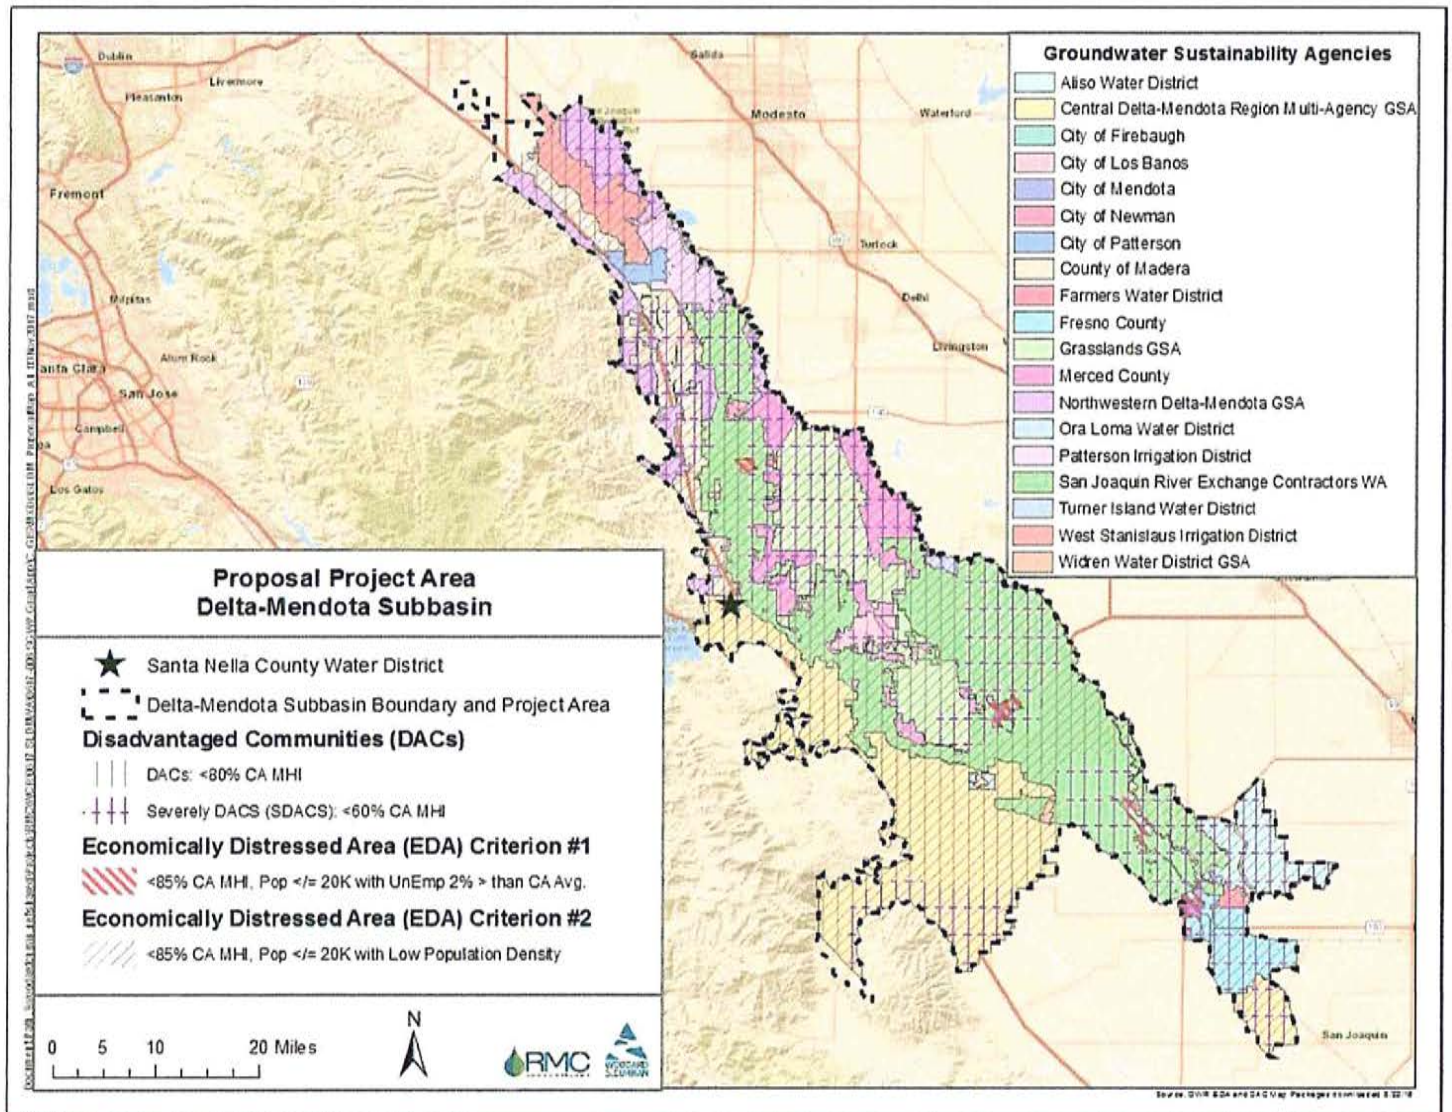 Groundwater Sustainability Agencies
Aliso Water District
Central Delta-Mendota Region Multi-Agency GSA
City of Firebaugh
City of Los Banos
City of Mendota
City of Newman
City of Patterson
County of Madera
Farmers Water District
Fresno County
Grasslands GSA
Merced County
Northwestern Delta-Mendota GSA
Ora Loma Water District
Patterson Irrigation District
San Joaquin River Exchange Contractors WA
Turner Island Water District
West Stanislaus Irrigation District
Widren Water District GSA
Dublin
Livermore
Pleasanton
Salida
Modesto
Waterford
Fremont
Turlock
Delhi
Milpitas
Livingston
Alum Rock
anta Clara
San Jose
Campbell
Los Gatos
San Joaquin
Proposal Project Area
Delta-Mendota Subbasin
Santa Nella County Water District
Delta-Mendota Subbasin Boundary and Project Area
Disadvantaged Communities (DACs)
DACs: <80% CA MHI
Severely DACS (SDACS): <60% CA MHI
Economically Distressed Area (EDA) Criterion #1
<85% CA MHI, Pop </= 20K with UnEmp 2% > than CA Avg.
Economically Distressed Area (EDA) Criterion #2
<85% CA MHI, Pop </= 20K with Low Population Density
N
0 5 10 20 Miles
RMC
WOODARD
& CURRAN